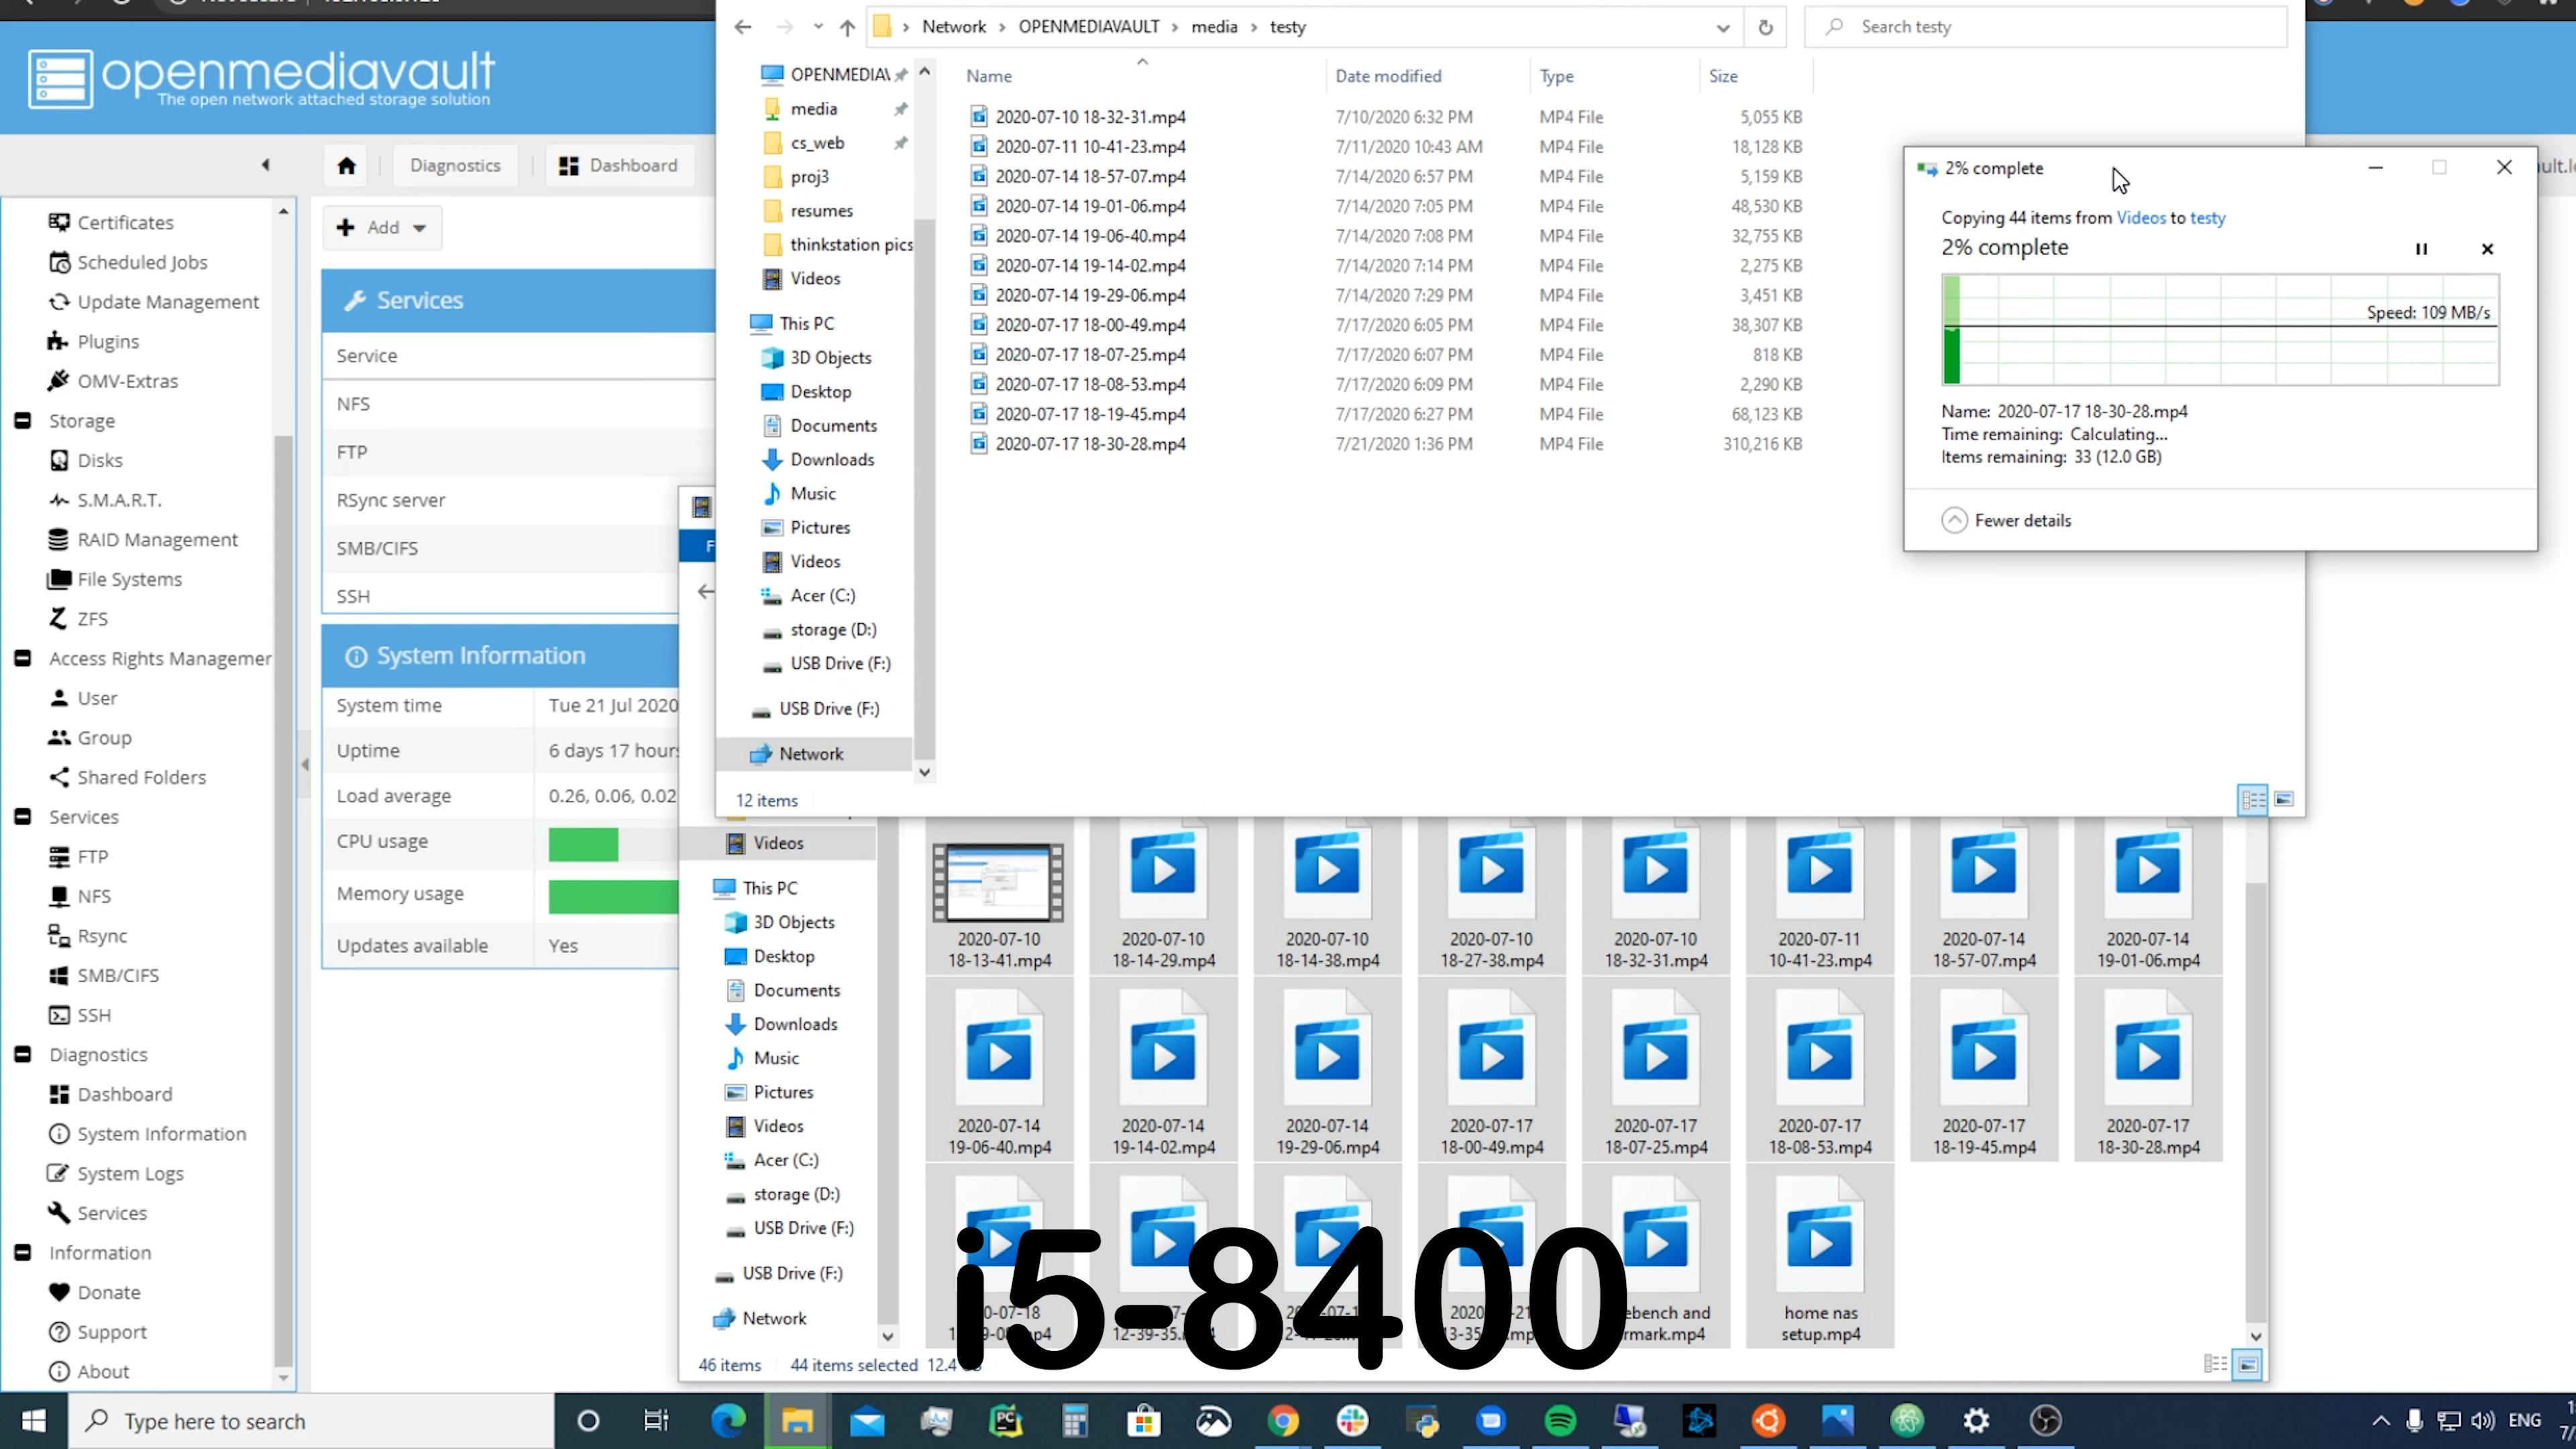 openmediavault
The open network attached storage solution
Diagnostics
Dashboard
Add
Certificates
Scheduled Jobs
Update Management
Plugins
OMV-Extras
Storage
Disks
S.M.A.R.T.
RAID Management
File Systems
ZFS
Access Rights Managemer
User
Group
Shared Folders
Services
FTP
NFS
Rsync
SMB/CIFS
SSH
Diagnostics
Dashboard
System Information
System Logs
Services
Information
Donate
Support
About
Services
Service
NFS
FTP
RSync server
SMB/CIFS
SSH
System Information
System time Tue 21 Jul 2020
Uptime 6 days 17 hours
Load average 0.26, 0.06, 0.02
CPU usage
Memory usage
Updates available Yes
Network OPENMEDIAVAULT media testy
Search testy
OPENMEDIA
media
cs_web
proj3
resumes
thinkstation pics
Videos
This PC
3D Objects
Desktop
Documents
Downloads
Music
Pictures
Videos
Acer (C:)
storage (D:)
USB Drive (F:)
USB Drive (F:)
Network
12 items
Name Date modified Type Size
2020-07-10 18-32-31.mp4 7/10/2020 6:32 PM MP4 File 5,055 KB
2020-07-11 10-41-23.mp4 7/11/2020 10:43 AM MP4 File 18,128 KB
2020-07-14 18-57-07.mp4 7/14/2020 6:57 PM MP4 File 5,159 KB
2020-07-14 19-01-06.mp4 7/14/2020 7:05 PM MP4 File 48,530 KB
2020-07-14 19-06-40.mp4 7/14/2020 7:08 PM MP4 File 32,755 KB
2020-07-14 19-14-02.mp4 7/14/2020 7:14 PM MP4 File 2,275 KB
2020-07-14 19-29-06.mp4 7/14/2020 7:29 PM MP4 File 3,451 KB
2020-07-17 18-00-49.mp4 7/17/2020 6:05 PM MP4 File 38,307 KB
2020-07-17 18-07-25.mp4 7/17/2020 6:07 PM MP4 File 818 KB
2020-07-17 18-08-53.mp4 7/17/2020 6:09 PM MP4 File 2,290 KB
2020-07-17 18-19-45.mp4 7/17/2020 6:27 PM MP4 File 68,123 KB
2020-07-17 18-30-28.mp4 7/21/2020 1:36 PM MP4 File 310,216 KB
2% complete
Copying 44 items from Videos to testy
2% complete
Speed: 109 MB/s
Name: 2020-07-17 18-30-28.mp4
Time remaining: Calculating...
Items remaining: 33 (12.0 GB)
Fewer details
Videos
This PC
3D Objects
Desktop
Documents
Downloads
Music
Pictures
Videos
Acer (C:)
storage (D:)
USB Drive (F:)
USB Drive (F:)
Network
2020-07-10 2020-07-10 2020-07-10 2020-07-10 2020-07-10 2020-07-11 2020-07-14 2020-07-14
18-13-41.mp4 18-14-29.mp4 18-14-38.mp4 18-27-38.mp4 18-32-31.mp4 10-41-23.mp4 18-57-07.mp4 19-01-06.mp4
2020-07-14 2020-07-14 2020-07-14 2020-07-17 2020-07-17 2020-07-17 2020-07-17 2020-07-17
19-06-40.mp4 19-14-02.mp4 19-29-06.mp4 18-00-49.mp4 18-07-25.mp4 18-08-53.mp4 18-19-45.mp4 18-30-28.mp4
and home nas
setup.mp4
i5-8400
46 items 44 items selected 12.4
Type here to search
ENG